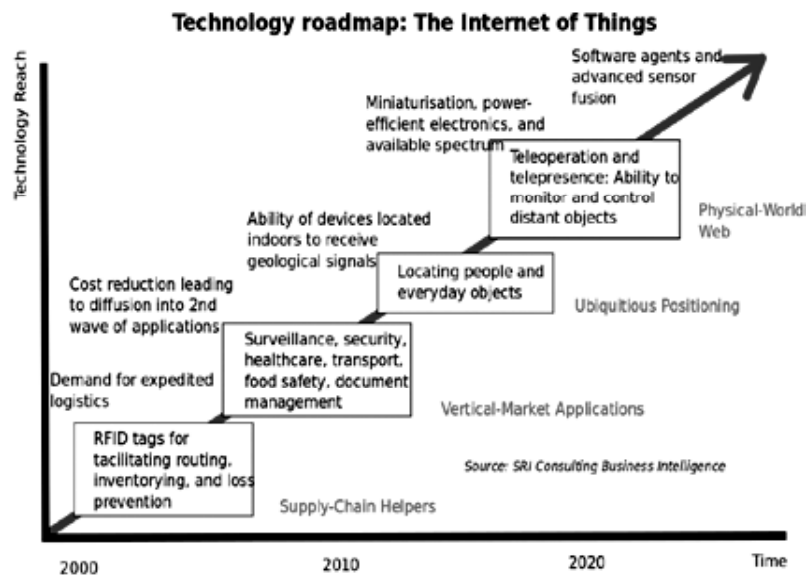 Technology roadmap: The Internet of Things
Technology Reach
Software agents and
advanced sensor
fusion
Miniaturisation, power-
efficient electronics, and
available spectrum
Teleoperation and
telepresence: Ability to
monitor and control
distant objects
Physical-World
Web
Ability of devices located
indoors to receive
geological signals
Locating people and
everyday objects
Ubiquitious Positioning
Cost reduction leading
to diffusion into 2nd
wave of applications
Surveillance, security,
healthcare, transport,
food safety, document
management
Vertical-Market Applications
Demand for expedited
logistics
RFID tags for
tacilitating routing,
inventorying, and loss
prevention
Supply-Chain Helpers
Source: SRI Consulting Business Intelligence
2000
2010
2020
Time